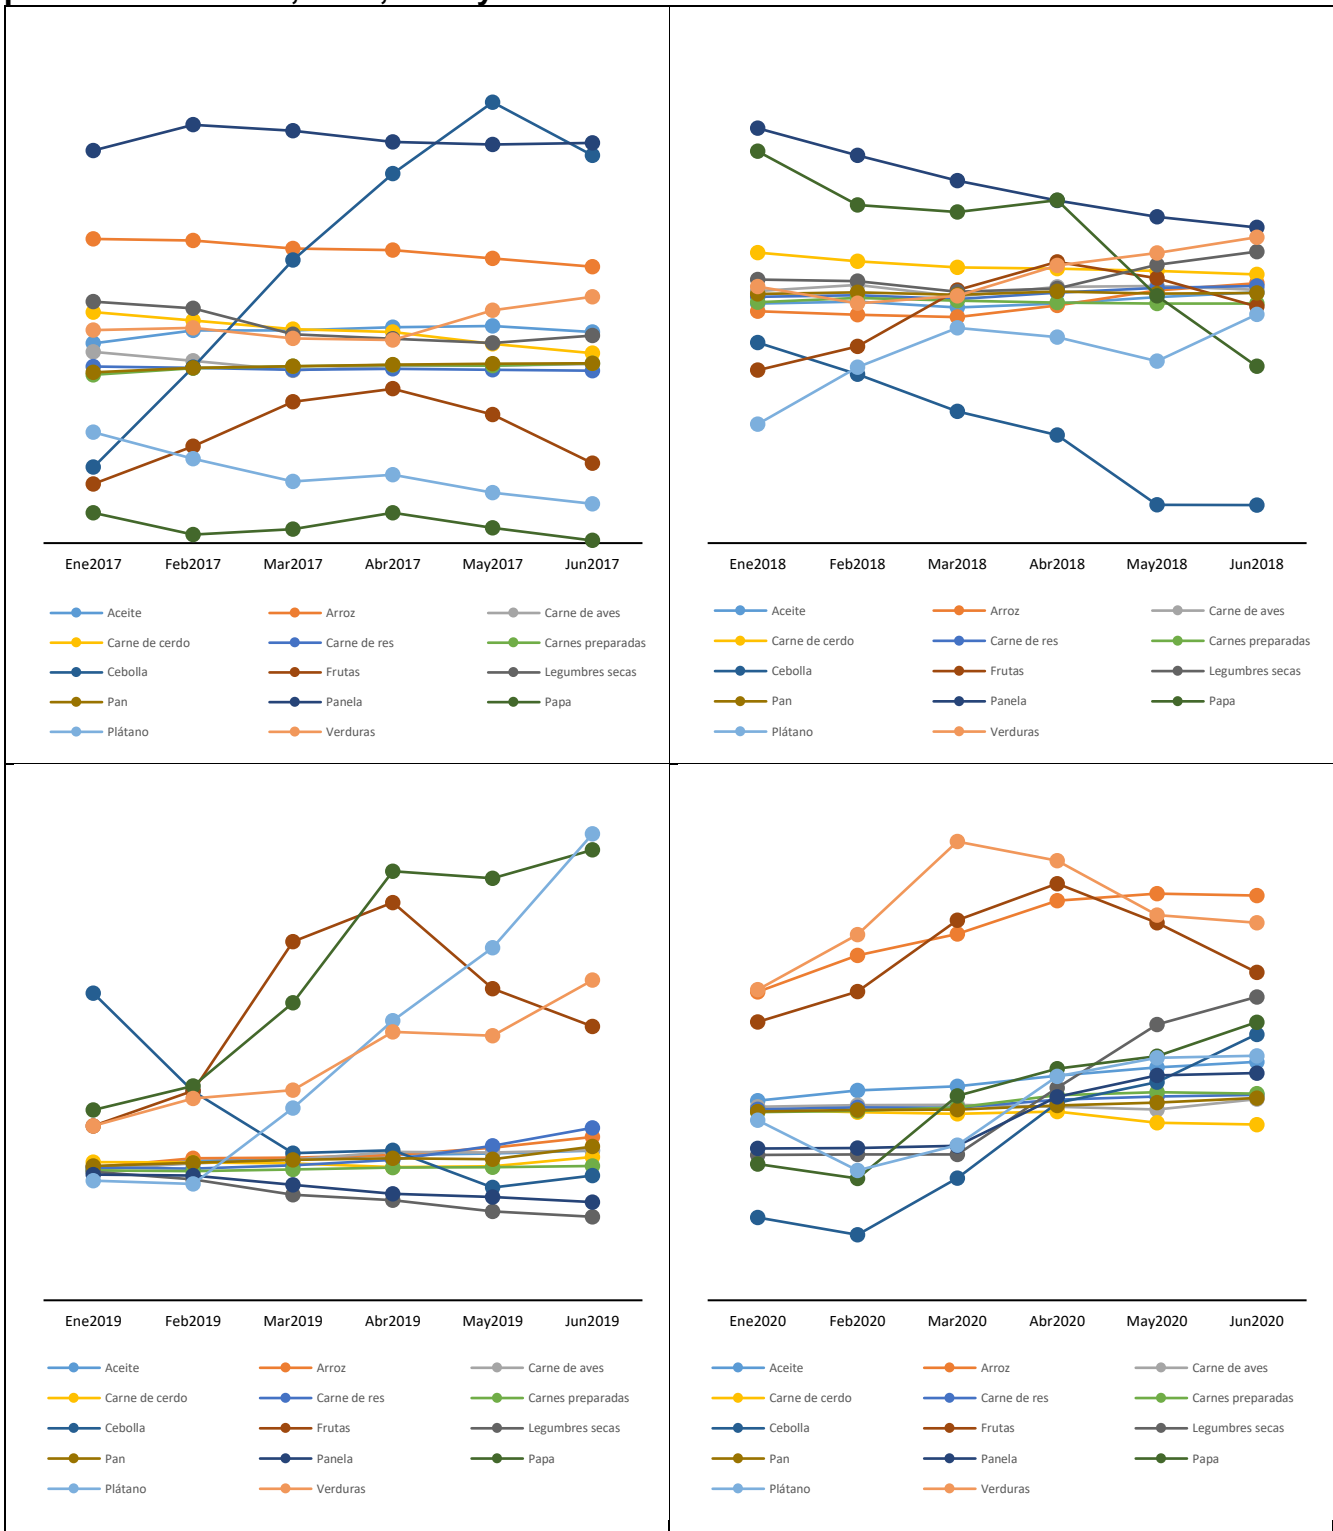 Ene2017 Feb2017 Mar2017 Abr2017 May2017 Jun2017
Aceite Arroz Carne de aves
Carne de cerdo Carne de res Carnes preparadas
Cebolla Frutas Legumbres secas
Pan Panela Papa
Plátano Verduras
Ene2018 Feb2018 Mar2018 Abr2018 May2018 Jun2018
Aceite Arroz Carne de aves
Carne de cerdo Carne de res Carnes preparadas
Cebolla Frutas Legumbres secas
Pan Panela Papa
Plátano Verduras
Ene2019 Feb2019 Mar2019 Abr2019 May2019 Jun2019
Aceite Arroz Carne de aves
Carne de cerdo Carne de res Carnes preparadas
Cebolla Frutas Legumbres secas
Pan Panela Papa
Plátano Verduras
Ene2020 Feb2020 Mar2020 Abr2020 May2020 Jun2020
Aceite Arroz Carne de aves
Carne de cerdo Carne de res Carnes preparadas
Cebolla Frutas Legumbres secas
Pan Panela Papa
Plátano Verduras